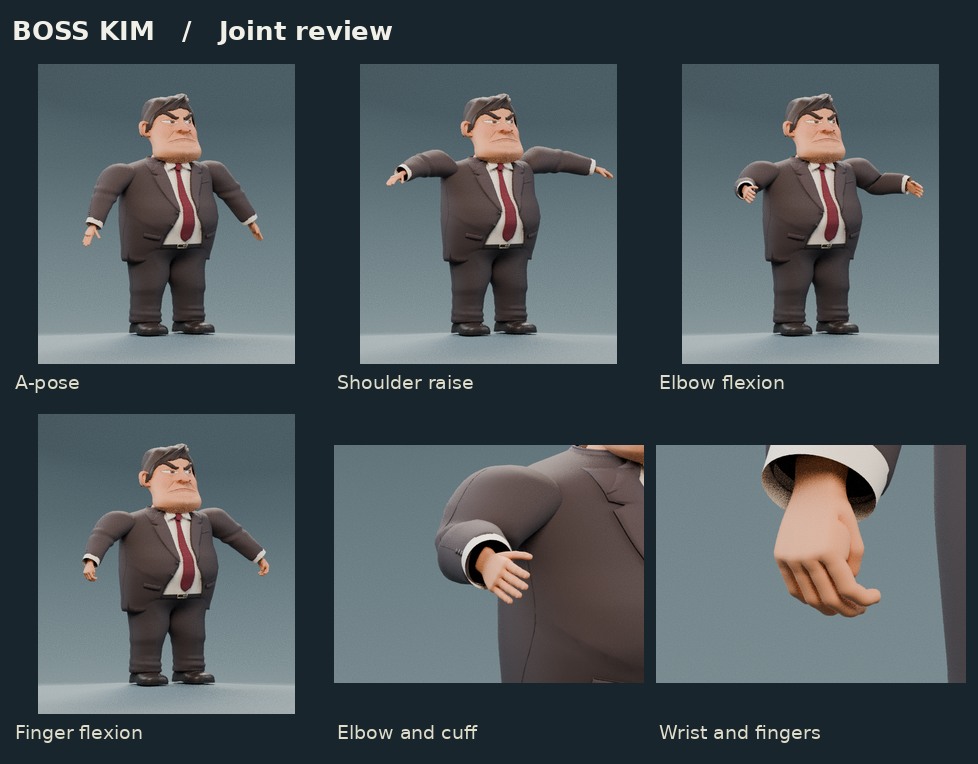 BOSS KIM / Joint review
A-pose
Shoulder raise
Elbow flexion
Finger flexion
Elbow and cuff
Wrist and fingers